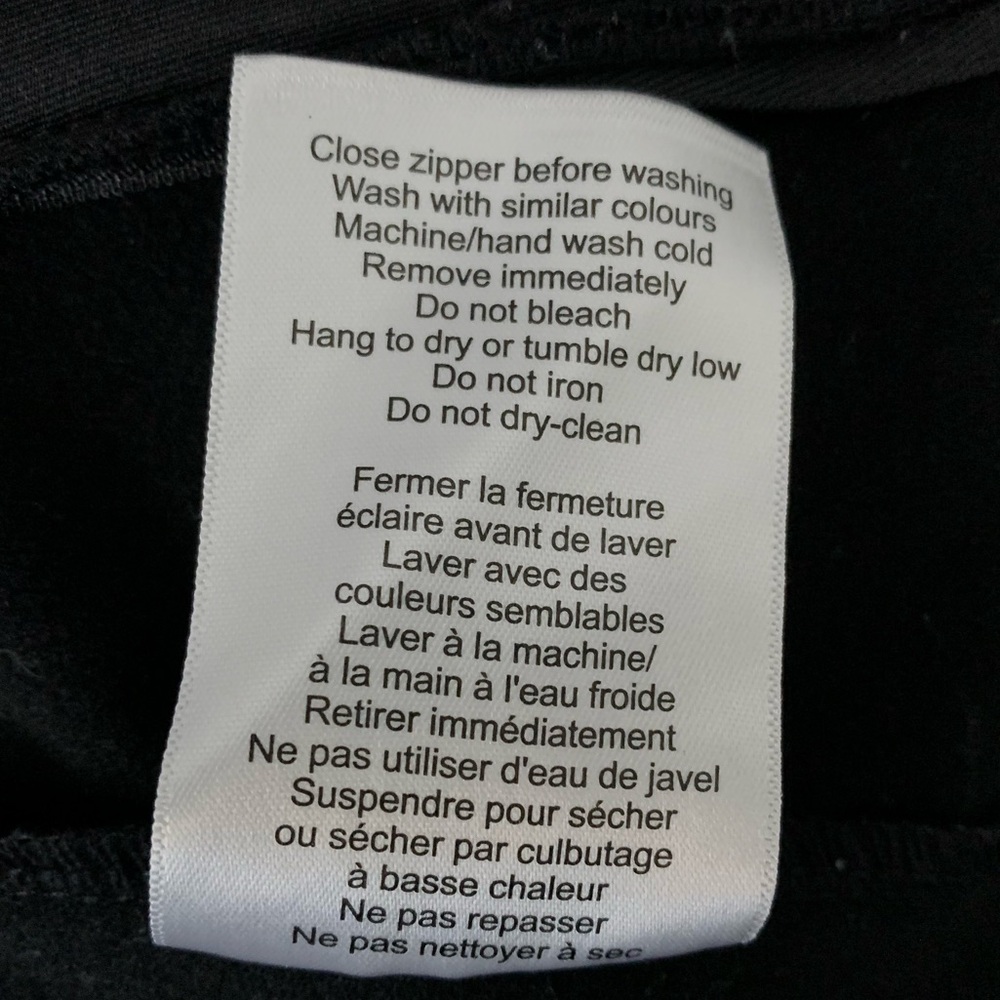 Close zipper before washing
Wash with similar colours
Machine/hand wash cold
Remove immediately
Do not bleach
Hang to dry or tumble dry low
Do not iron
Do not dry-clean
Fermer la fermeture
éclaire avant de laver
Laver avec des
couleurs semblables
Laver à la machine/
à la main à l'eau froide
Retirer immédiatement
Ne pas utiliser d'eau de javel
Suspendre pour sécher
ou sécher par culbutage
à basse chaleur
Ne pas repasser
Ne pas nettoyer à sec